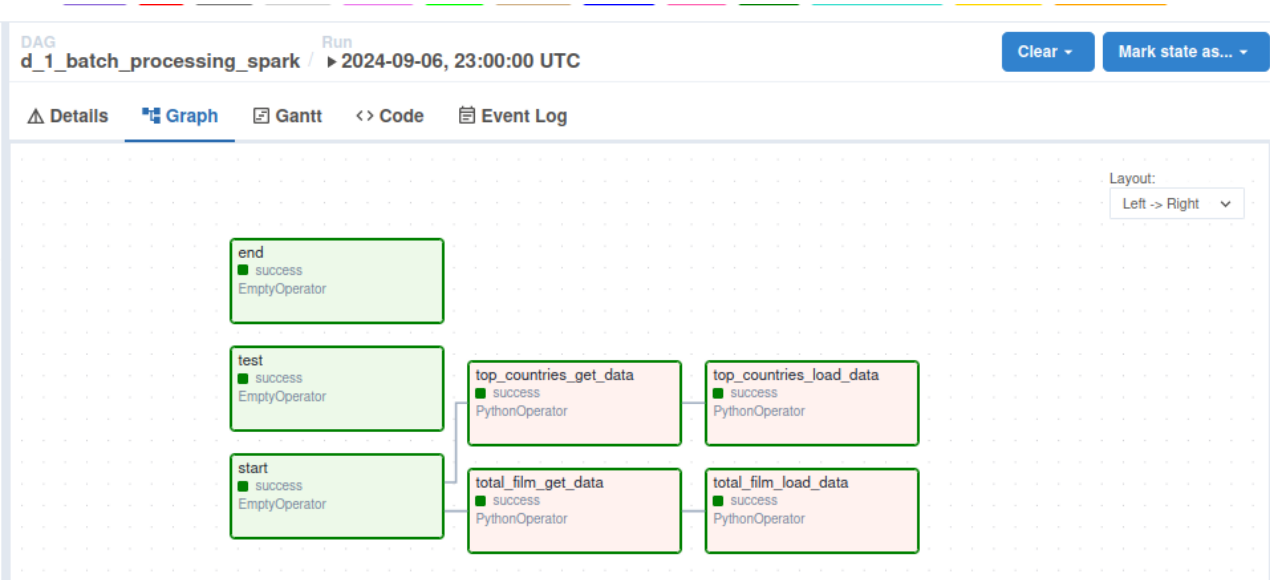 DAG
d_1_batch_processing_spark / 
Run
2024-09-06, 23:00:00 UTC
Clear
Mark state as...
Details
Graph
Gantt
<> Code
Event Log
Layout:
Left -> Right
end
success
EmptyOperator
test
success
EmptyOperator
start
success
EmptyOperator
top_countries_get_data
success
PythonOperator
top_countries_load_data
success
PythonOperator
total_film_get_data
success
PythonOperator
total_film_load_data
success
PythonOperator